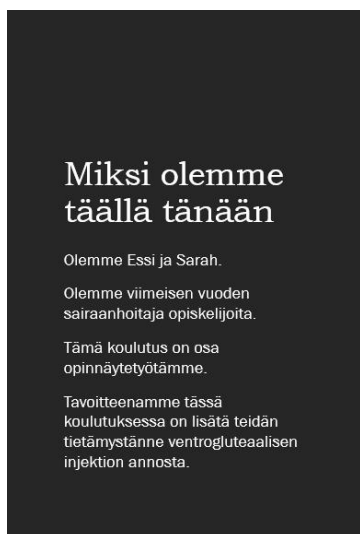 Miksi olemme
täällä tänään
Olemme Essi ja Sarah.
Olemme viimeisen vuoden
sairaanhoitaja opiskelijoita.
Tämä koulutus on osa
opinnäytetyötämme.
Tavoitteenamme tässä
koulutuksessa on lisätä teidän
tietämystänne ventrogluteaalisen
injektion annosta.